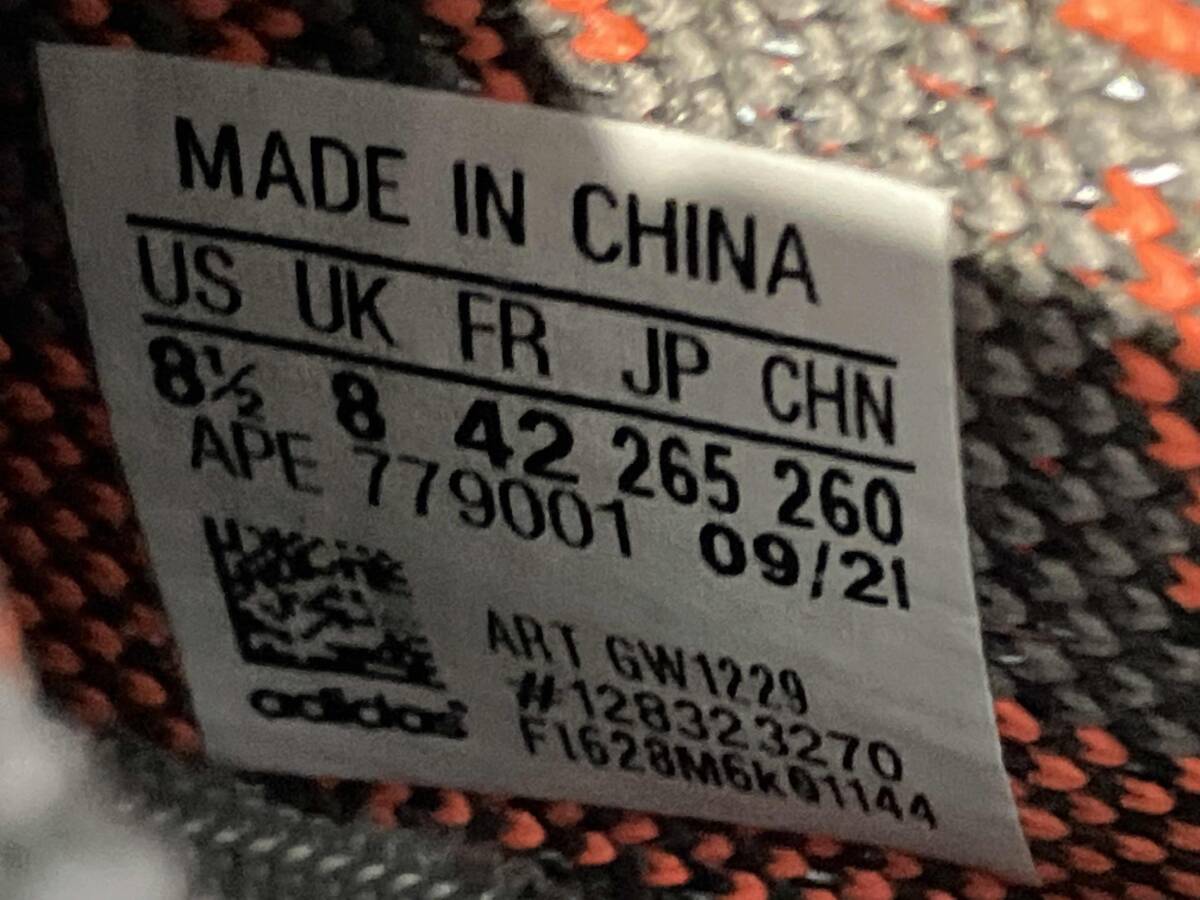 MADE IN CHINA
US UK FR JP CHN
8½ 8 42 265 260
APE 779001 09/21
ART GW1229
#128323270
F1628M6K01144
adidas